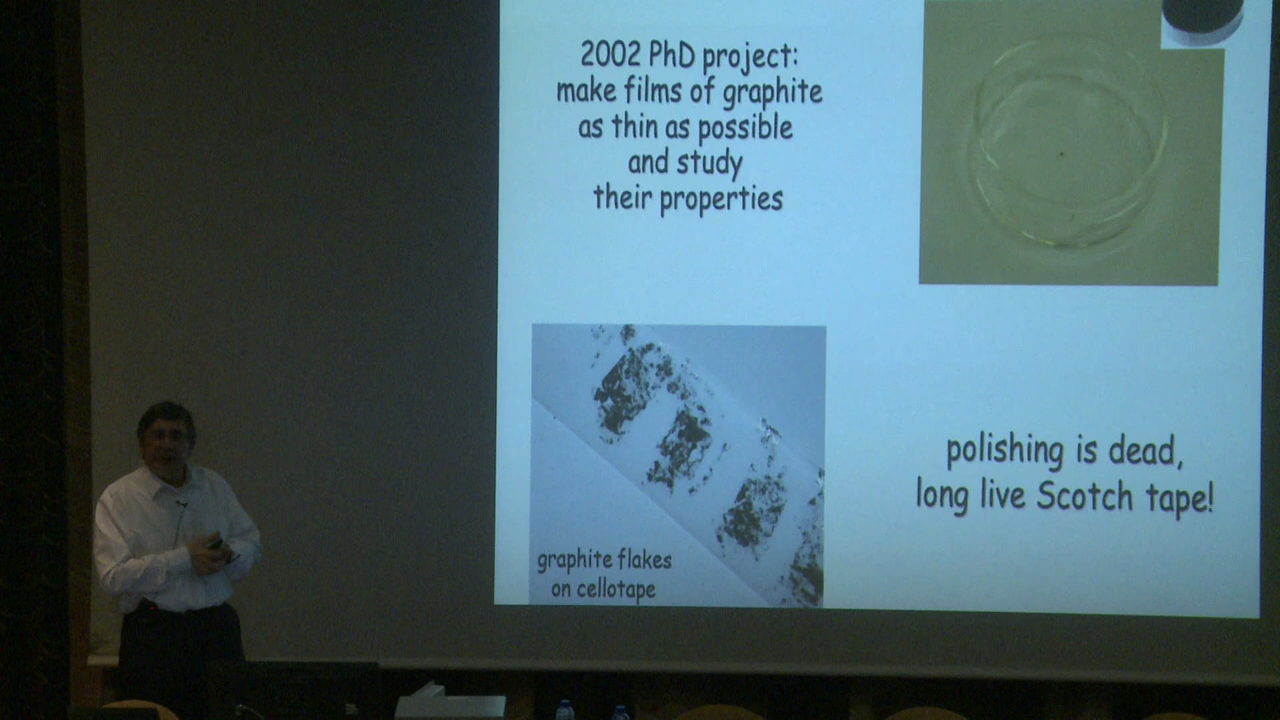 2002 PhD project:
make films of graphite
as thin as possible
and study
their properties
graphite flakes
on cellotape
polishing is dead,
long live Scotch tape!